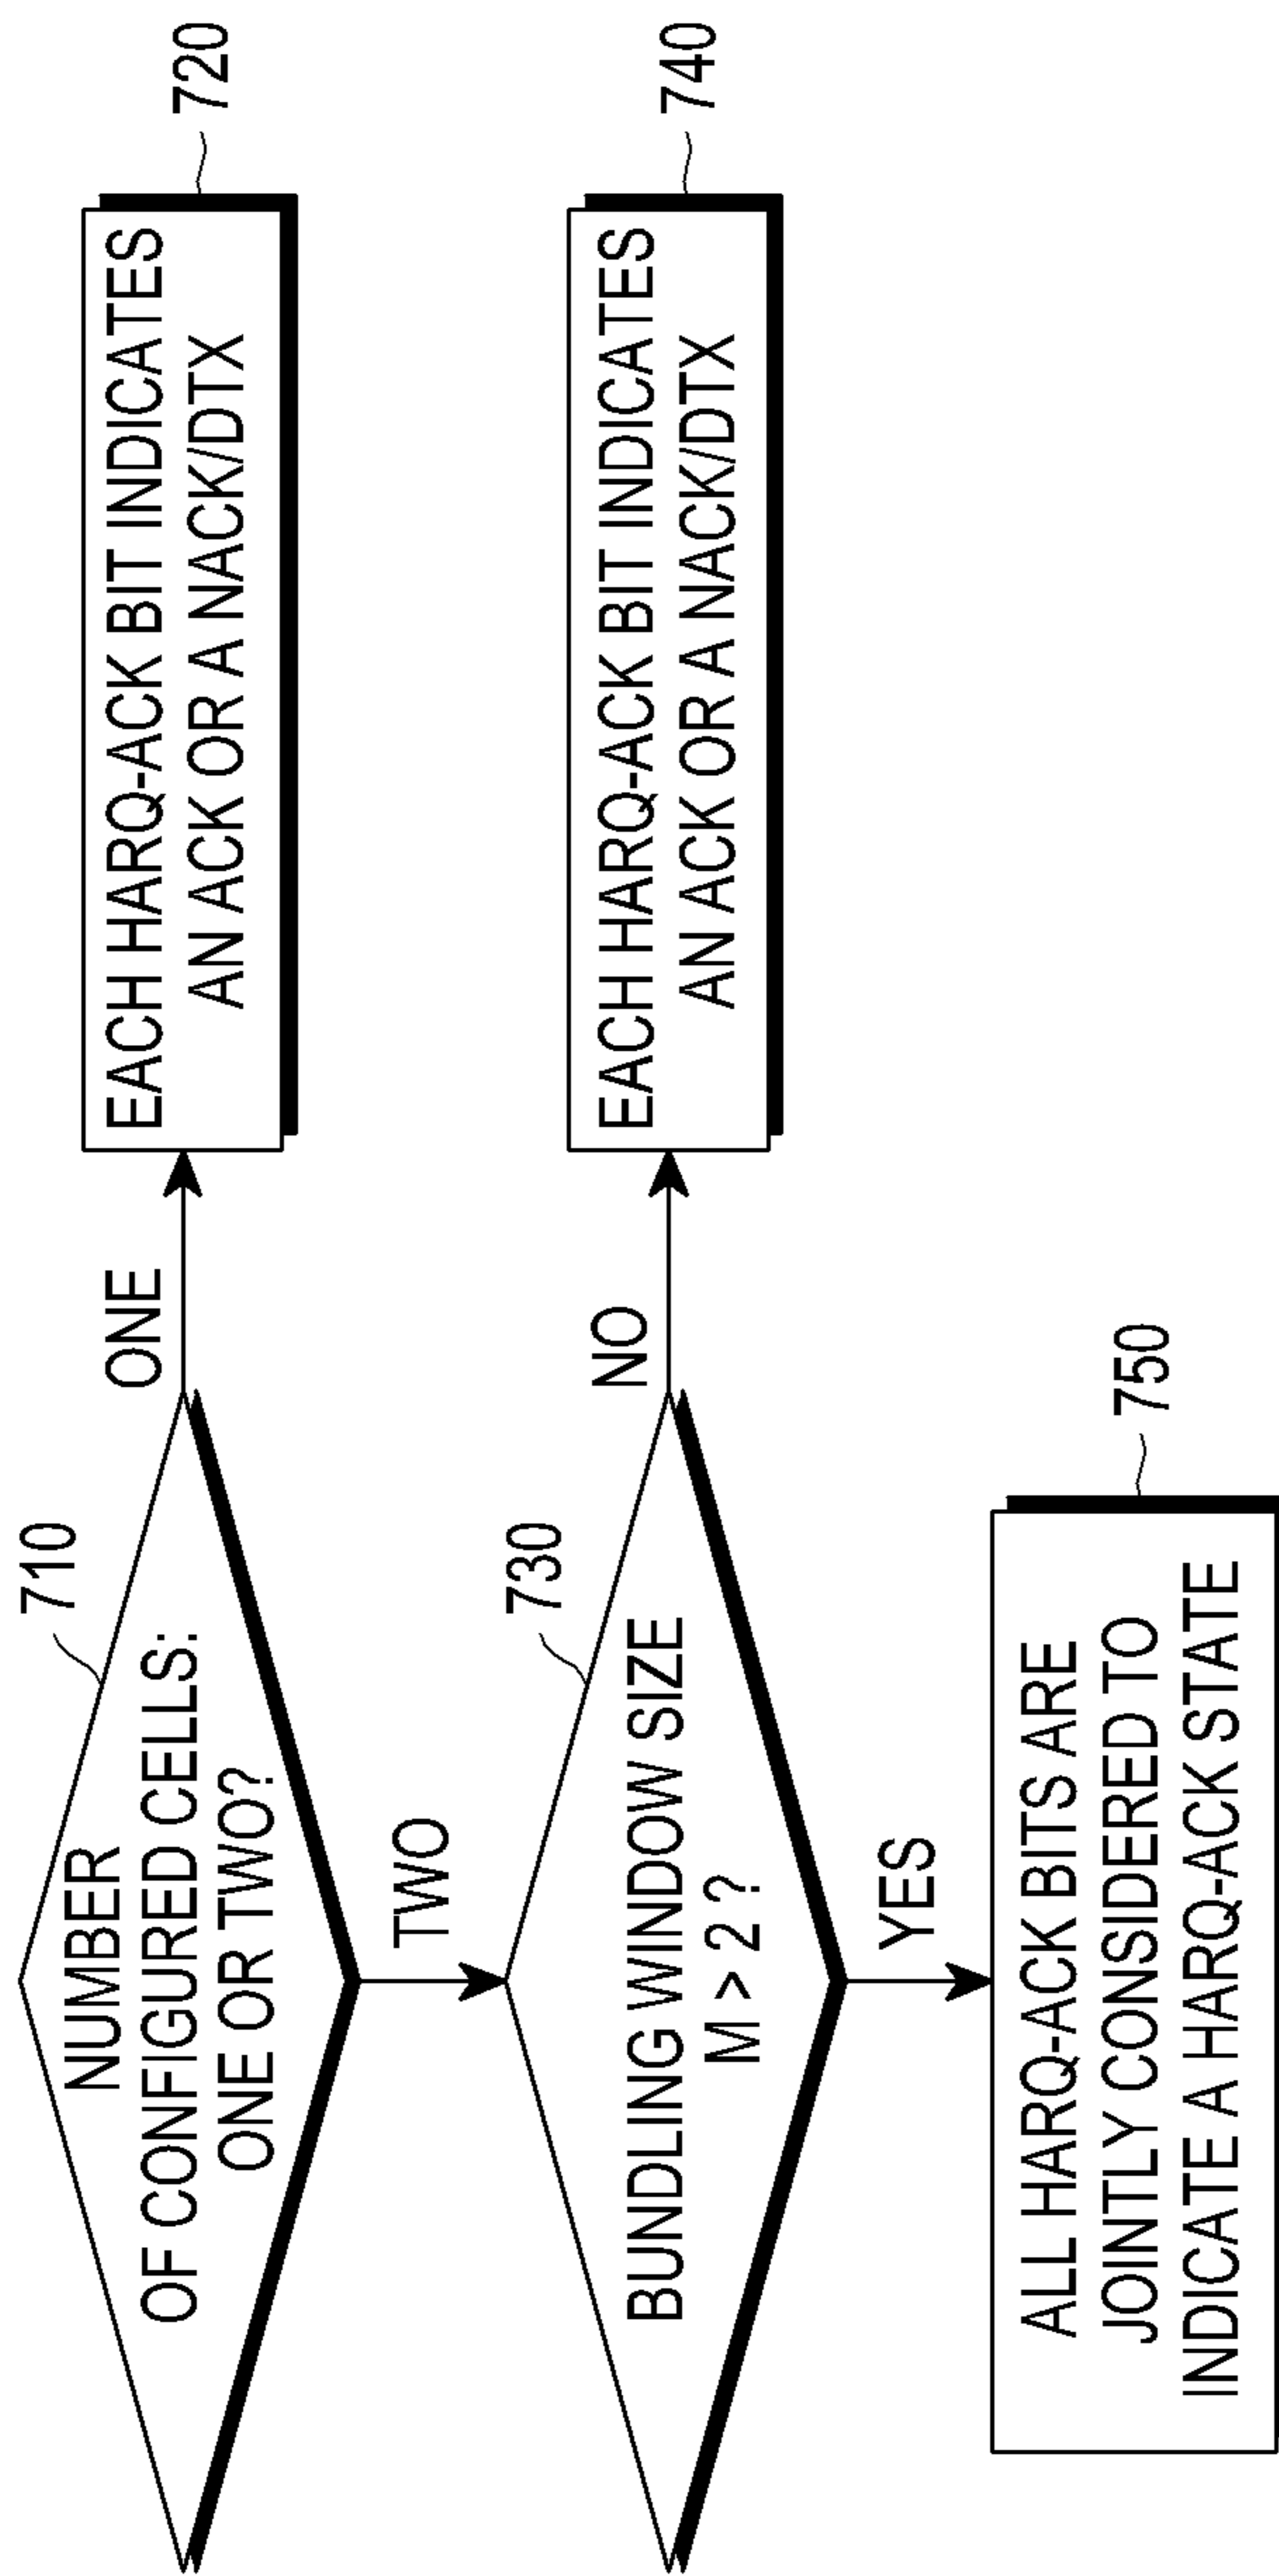 710
NUMBER
OF CONFIGURED CELLS:
ONE OR TWO?
ONE
720
EACH HARQ-ACK BIT INDICATES
AN ACK OR A NACK/DTX
TWO
730
BUNDLING WINDOW SIZE
M > 2 ?
NO
740
EACH HARQ-ACK BIT INDICATES
AN ACK OR A NACK/DTX
YES
750
ALL HARQ-ACK BITS ARE
JOINTLY CONSIDERED TO
INDICATE A HARQ-ACK STATE